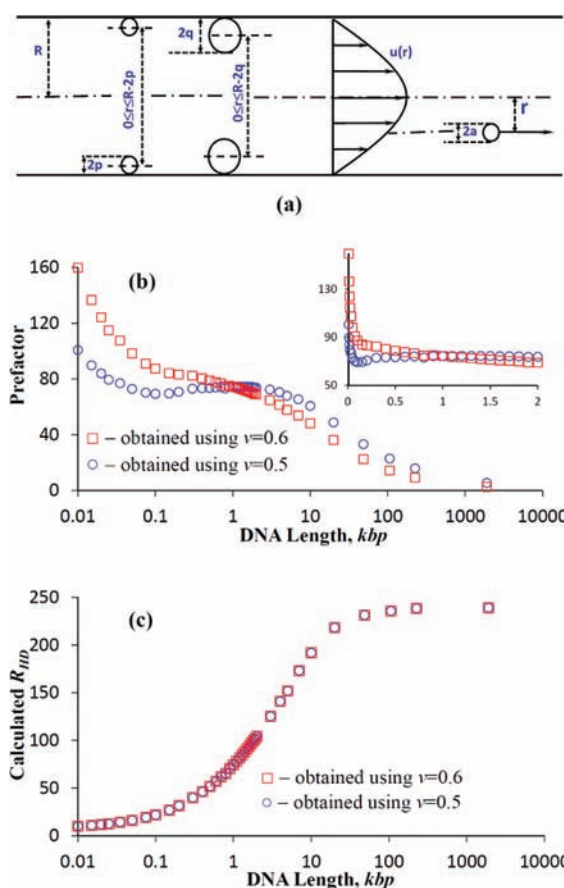 R
2p
0≤r≤R-2p
2q
0≤r≤R-2q
u(r)
r
2a
(a)
160
120
80
40
0
Prefactor
(b)
130
90
50
0 0.5 1 1.5 2
□ – obtained using ν=0.6
○ – obtained using ν=0.5
0.01 0.1 1 10 100 1000 10000
DNA Length, kbp
250
200
150
100
50
0
Calculated R_HD
(c)
□ – obtained using ν=0.6
○ – obtained using ν=0.5
0.01 0.1 1 10 100 1000 10000
DNA Length, kbp